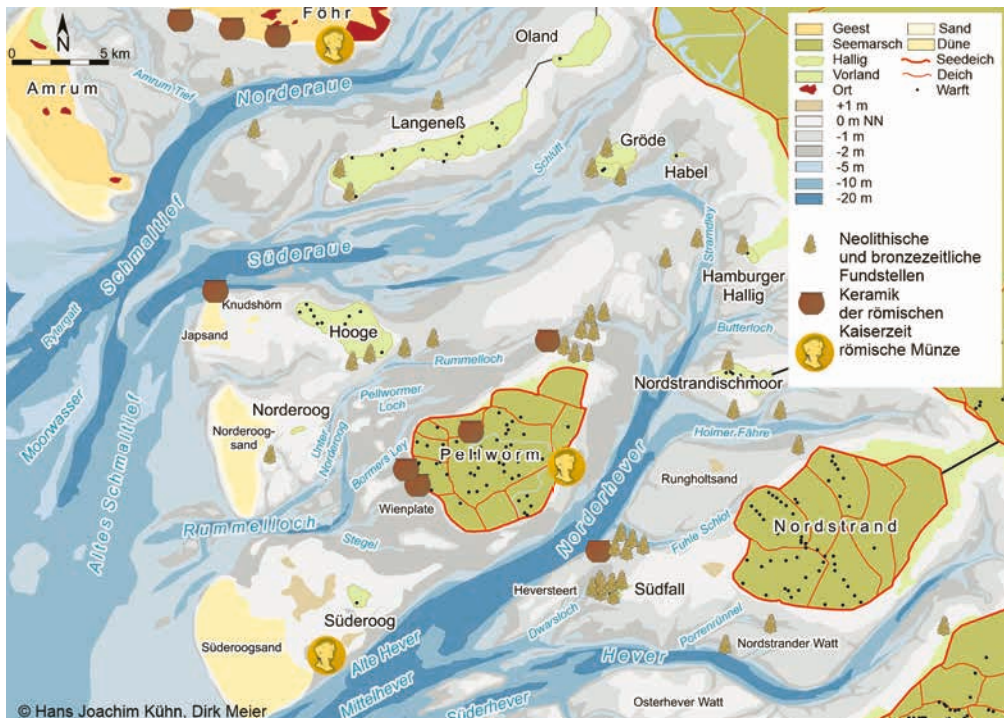 Föhr
N
0 5 km
Amrum
Amrum Tief
Norderaue
Oland
Langeneß
Schlütt
Gröde
Habel
Schmaltief
Süderaue
Strandley
Hamburger
Hallig
Rytergatt
Knudshörn
Japsand
Hooge
Butterloch
Rummelloch
Pellwormer
Loch
Nordstrandischmoor
Moorwasser
Altes Schmaltief
Norderoog
Norderoog-
sand
Unter-
Norderoog
Bormers Ley
Pellworm
Holmer Fähre
Norderhever
Rungholtsand
Wienplate
Rummelloch
Stegel
Nordstrand
Fuhle Schlot
Heversteert
Südfall
Süderoog
Dwarsloch
Porrenrünnel
Süderoogsand
Alte Hever
Nordstrander Watt
Hever
Mittelhever
Süderhever
Osterhever Watt
© Hans Joachim Kühn, Dirk Meier
Geest
Seemarsch
Hallig
Vorland
Ort
+1 m
0 m NN
-1 m
-2 m
-5 m
-10 m
-20 m
Sand
Düne
Seedeich
Deich
Warft
Neolithische
und bronzezeitliche
Fundstellen
Keramik
der römischen
Kaiserzeit
römische Münze